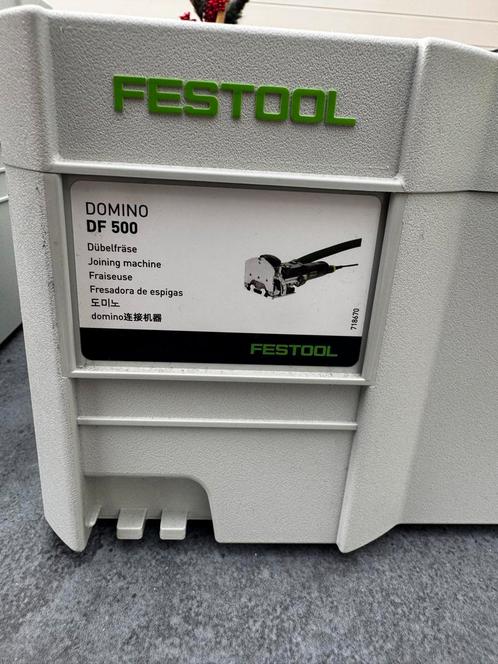 FESTOOL
DOMINO
DF 500
Dübelfräse
Joining machine
Fraiseuse
Fresadora de espigas
도미노
domino连接机器
718670
FESTOOL